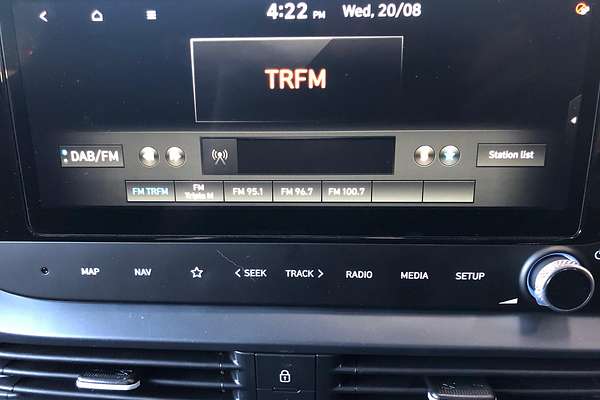 4:22 PM Wed, 20/08
TRFM
DAB/FM
Station list
FM TRFM
FM Triple M
FM 95.1
FM 96.7
FM 100.7
MAP NAV SEEK TRACK RADIO MEDIA SETUP